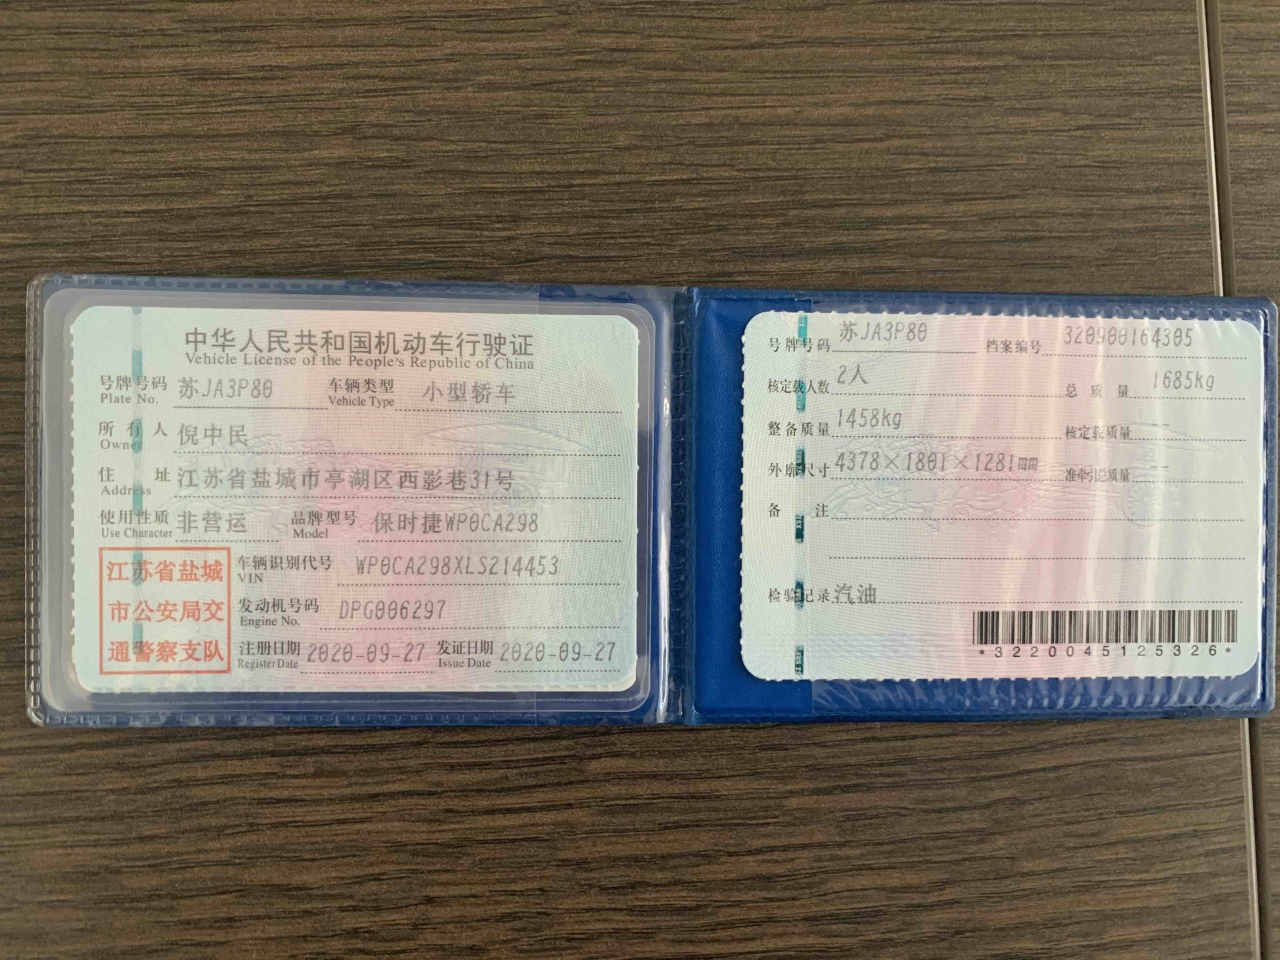 中华人民共和国机动车行驶证
Vehicle License of the People's Republic of China
号牌号码 苏JA3P80 车辆类型 小型轿车
Plate No. Vehicle Type
所有人 倪中民
Owner
住址 江苏省盐城市亭湖区西影巷31号
Address
使用性质 非营运 品牌型号 保时捷WP0CA298
Use Character Model
江苏省盐城
市公安局交
通警察支队
车辆识别代号 WP0CA298XLS214453
VIN
发动机号码 DPG006297
Engine No.
注册日期 2020-09-27 发证日期 2020-09-27
Register Date Issue Date
号牌号码 苏JA3P80 档案编号 320900164305
核定载人数 2人 总质量 1685kg
整备质量 1458kg 核定载质量 --
外廓尺寸 4378×1801×1281mm 准牵引总质量 --
备注
检验记录 汽油
*3220045125326*